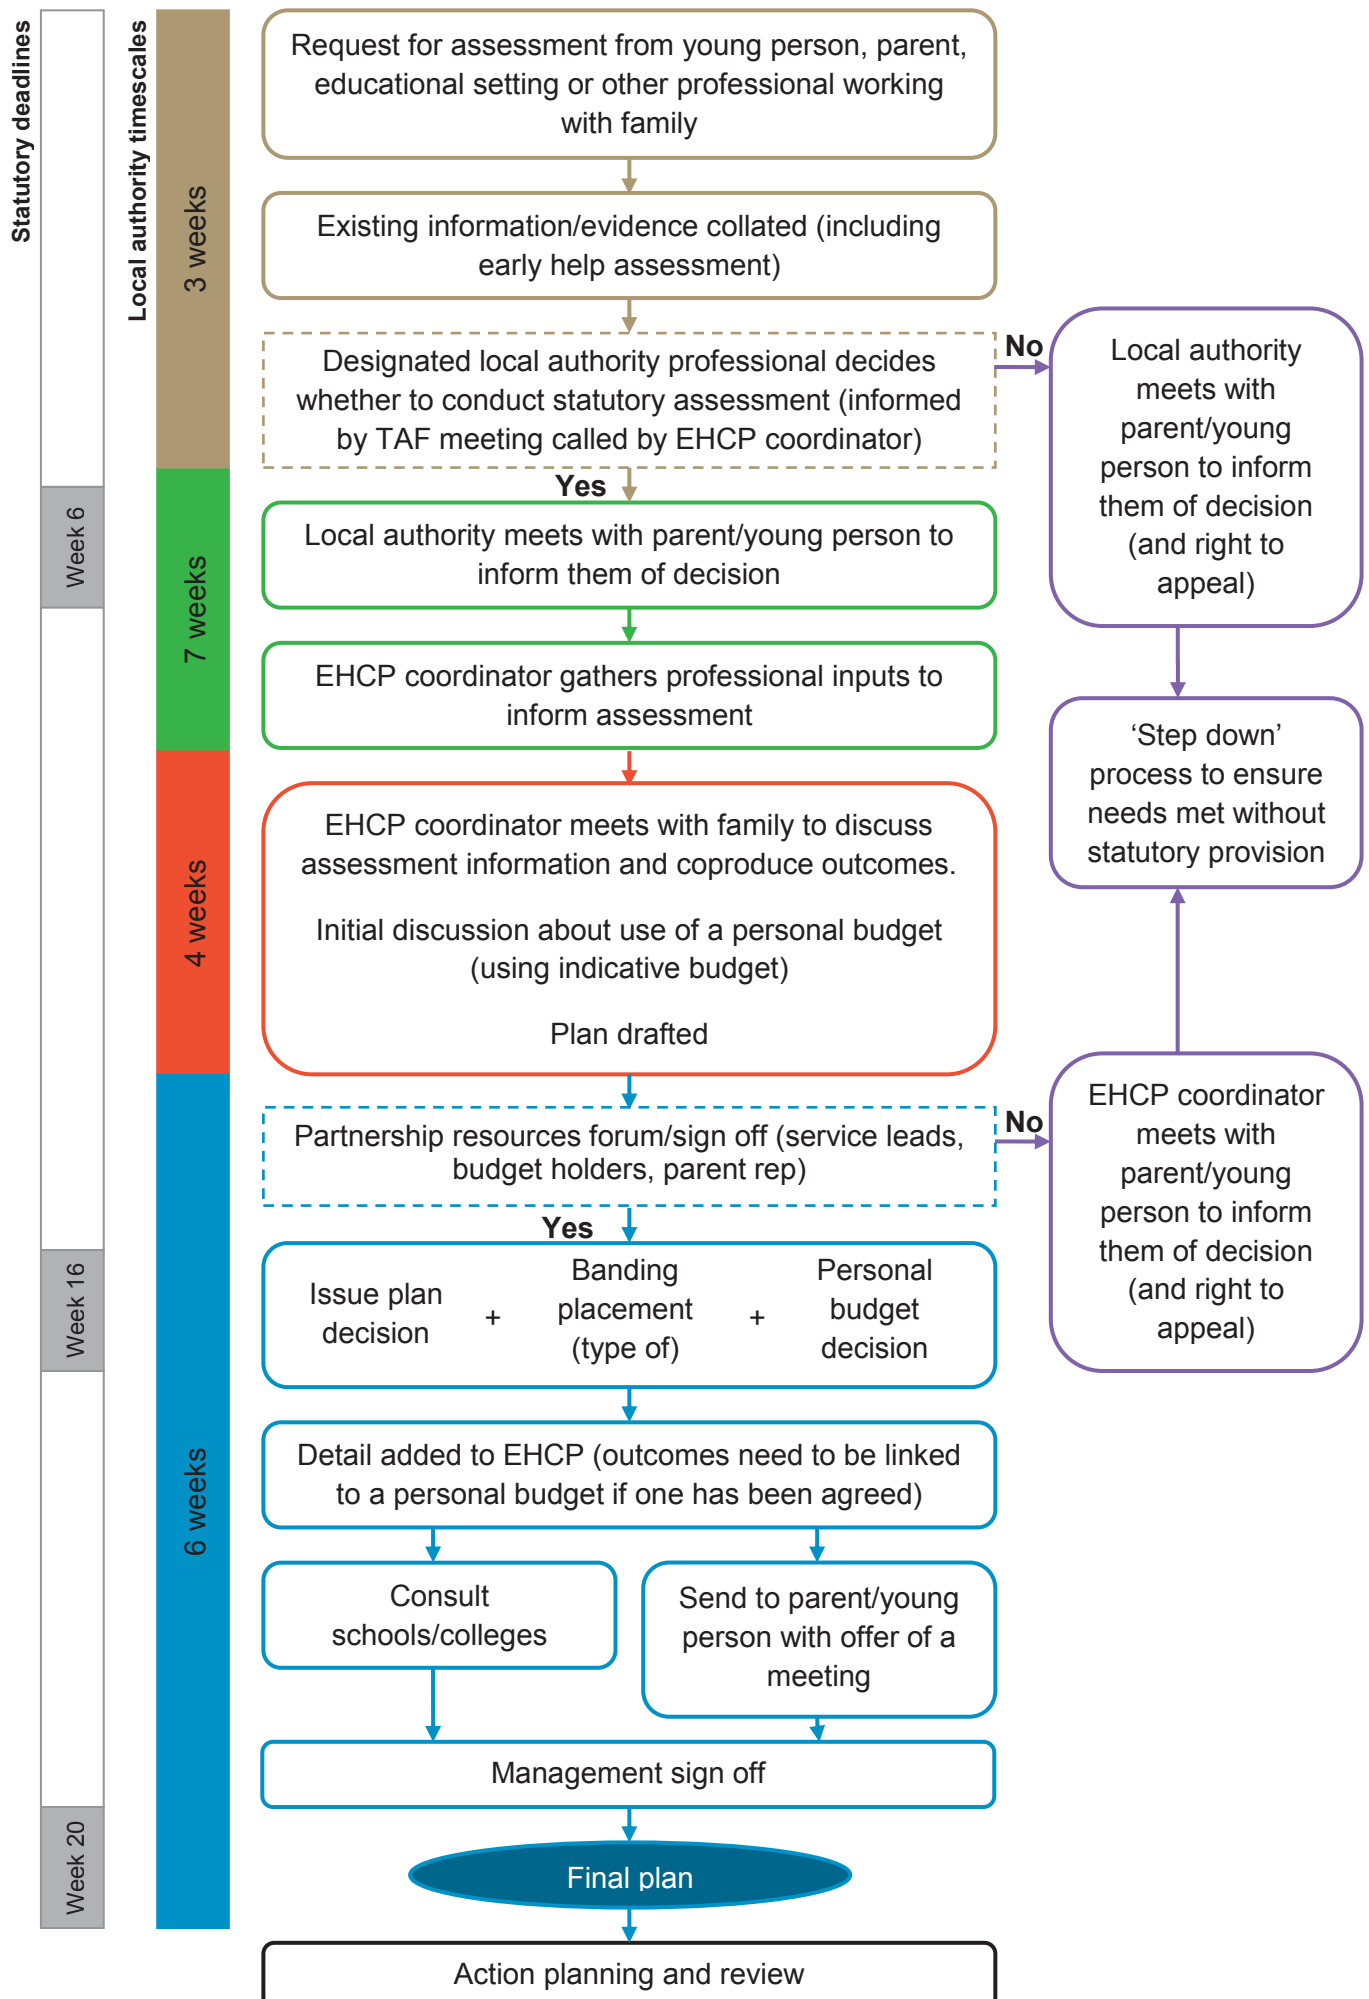 Statutory deadlines
Local authority timescales
3 weeks
Request for assessment from young person, parent,
educational setting or other professional working
with family
Existing information/evidence collated (including
early help assessment)
Designated local authority professional decides
whether to conduct statutory assessment (informed
by TAF meeting called by EHCP coordinator)
No
Local authority
meets with
parent/young
person to inform
them of decision
(and right to
appeal)
Yes
Week 6
7 weeks
Local authority meets with parent/young person to
inform them of decision
EHCP coordinator gathers professional inputs to
inform assessment
‘Step down’
process to ensure
needs met without
statutory provision
4 weeks
EHCP coordinator meets with family to discuss
assessment information and coproduce outcomes.
Initial discussion about use of a personal budget
(using indicative budget)
Plan drafted
Partnership resources forum/sign off (service leads,
budget holders, parent rep)
No
EHCP coordinator
meets with
parent/young
person to inform
them of decision
(and right to
appeal)
Yes
Week 16
6 weeks
Issue plan
decision
+
Banding
placement
(type of)
+
Personal
budget
decision
Detail added to EHCP (outcomes need to be linked
to a personal budget if one has been agreed)
Consult
schools/colleges
Send to parent/young
person with offer of a
meeting
Management sign off
Week 20
Final plan
Action planning and review